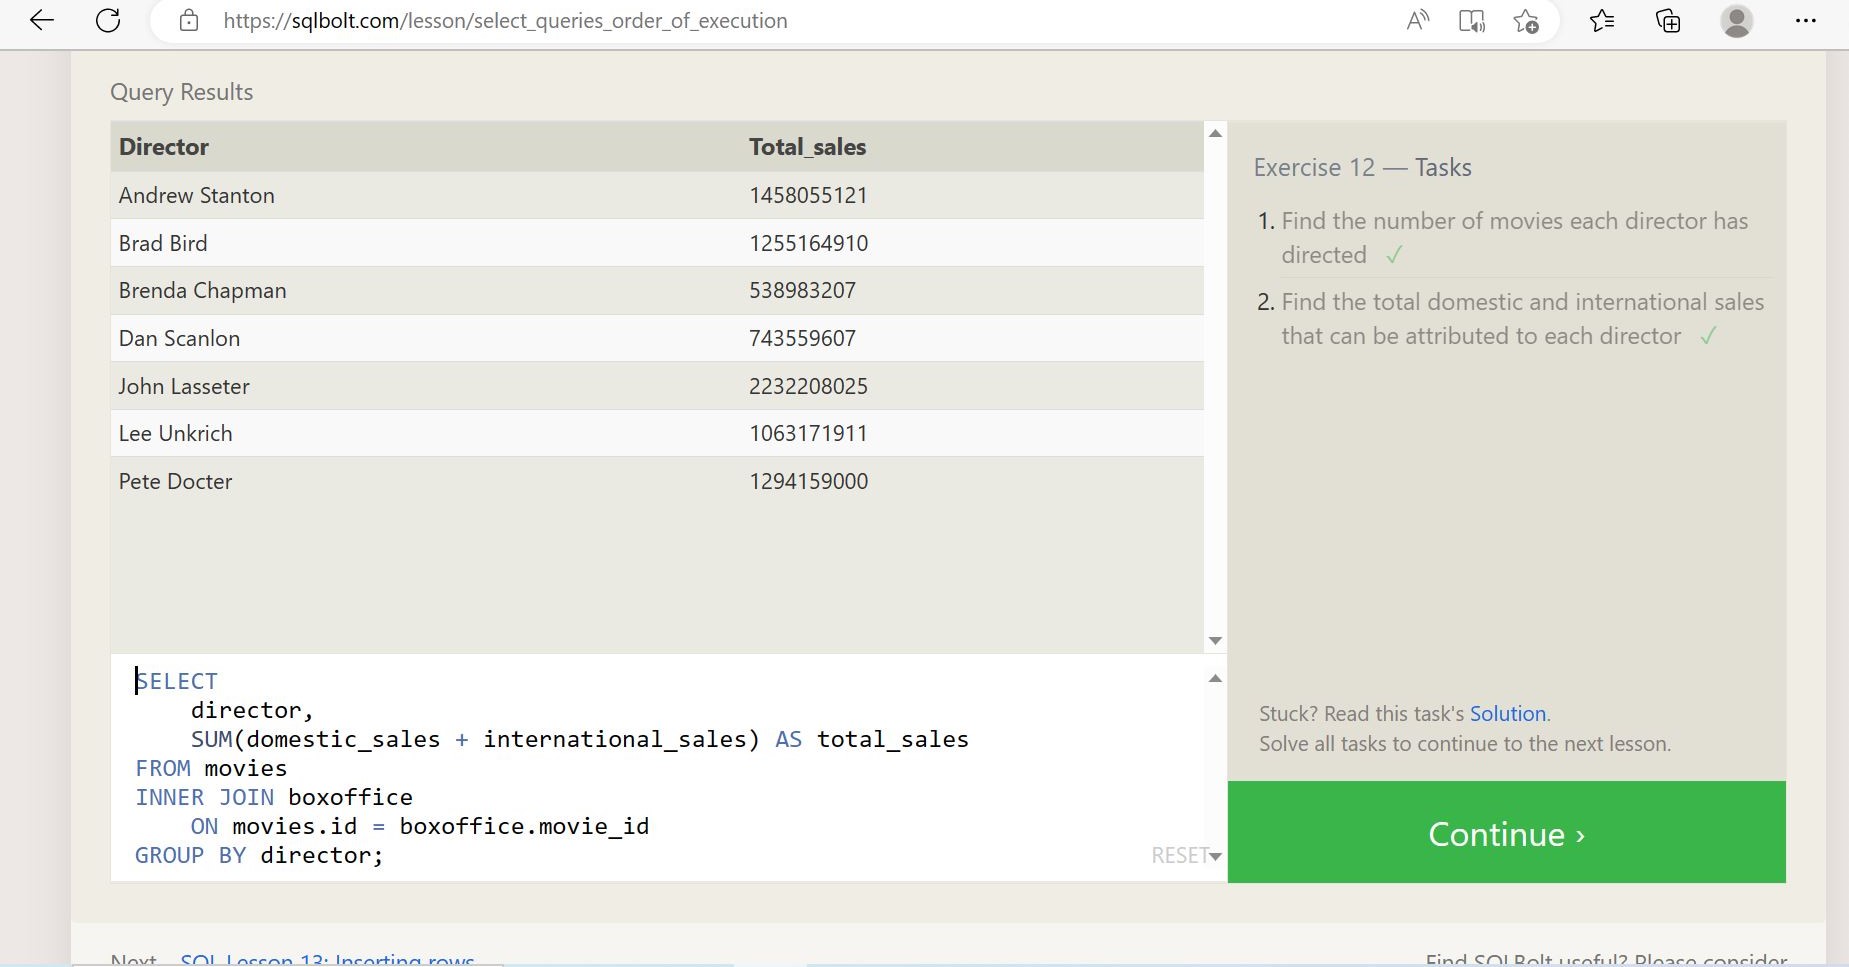 https://sqlbolt.com/lesson/select_queries_order_of_execution
Query Results
Director Total_sales
Andrew Stanton 1458055121
Brad Bird 1255164910
Brenda Chapman 538983207
Dan Scanlon 743559607
John Lasseter 2232208025
Lee Unkrich 1063171911
Pete Docter 1294159000
Exercise 12 — Tasks
1. Find the number of movies each director has
directed ✓
2. Find the total domestic and international sales
that can be attributed to each director ✓
SELECT
director,
SUM(domestic_sales + international_sales) AS total_sales
FROM movies
INNER JOIN boxoffice
ON movies.id = boxoffice.movie_id
GROUP BY director;
RESET
Stuck? Read this task's Solution.
Solve all tasks to continue to the next lesson.
Continue ›
Next SQL Lesson 13: Inserting rows
Find SQLBolt useful? Please consider